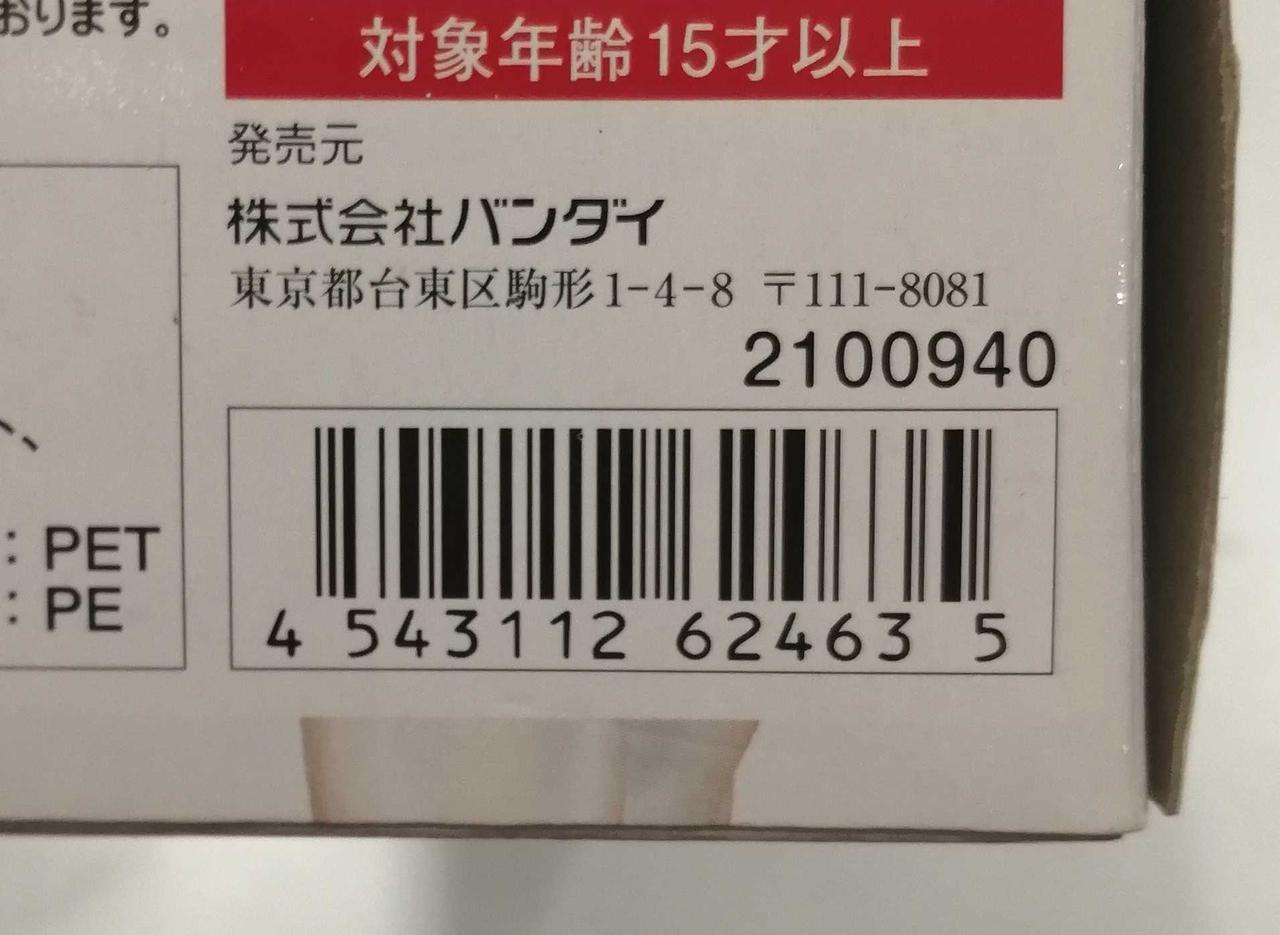 おります。
対象年齢15才以上
発売元
株式会社バンダイ
東京都台東区駒形1-4-8 〒111-8081
2100940
: PET
: PE
4 543112 624635